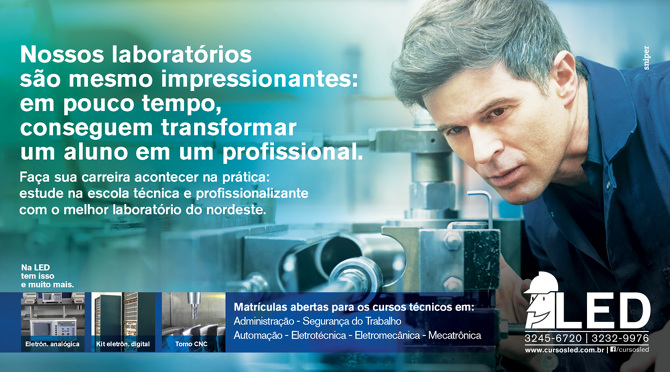 Nossos laboratórios
são mesmo impressionantes:
em pouco tempo,
conseguem transformar
um aluno em um profissional.
Faça sua carreira acontecer na prática:
estude na escola técnica e profissionalizante
com o melhor laboratório do nordeste.
sniper
Na LED
tem isso
e muito mais.
Eletrôn. analógica
Kit eletrôn. digital
Torno CNC
Matrículas abertas para os cursos técnicos em:
Administração - Segurança do Trabalho
Automação - Eletrotécnica - Eletromecânica - Mecatrônica
LED
3245-6720 | 3232-9976
www.cursosled.com.br | f/cursosled